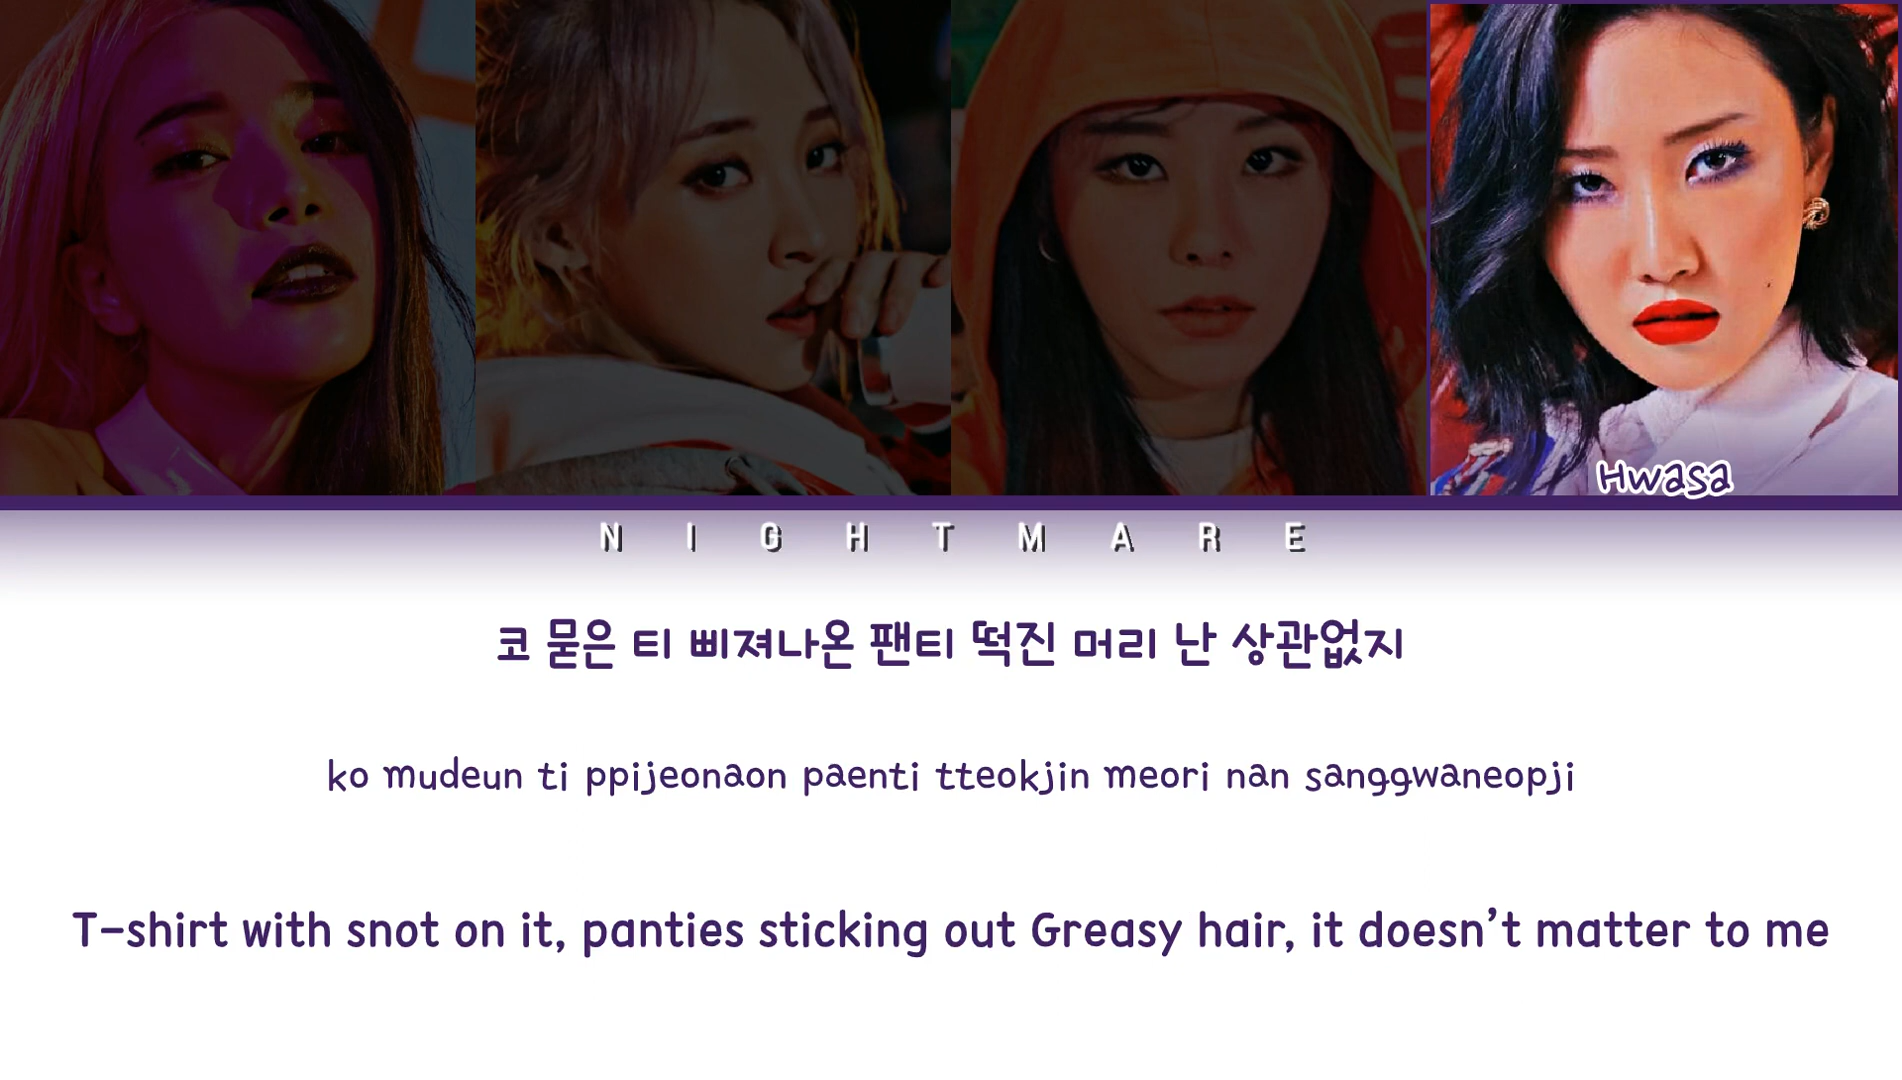 Hwasa
NIGHTMARE
코 묻은 티 삐져나온 팬티 떡진 머리 난 상관없지
ko mudeun ti ppijeonaon paenti tteokjin meori nan sanggwaneopji
T-shirt with snot on it, panties sticking out Greasy hair, it doesn't matter to me